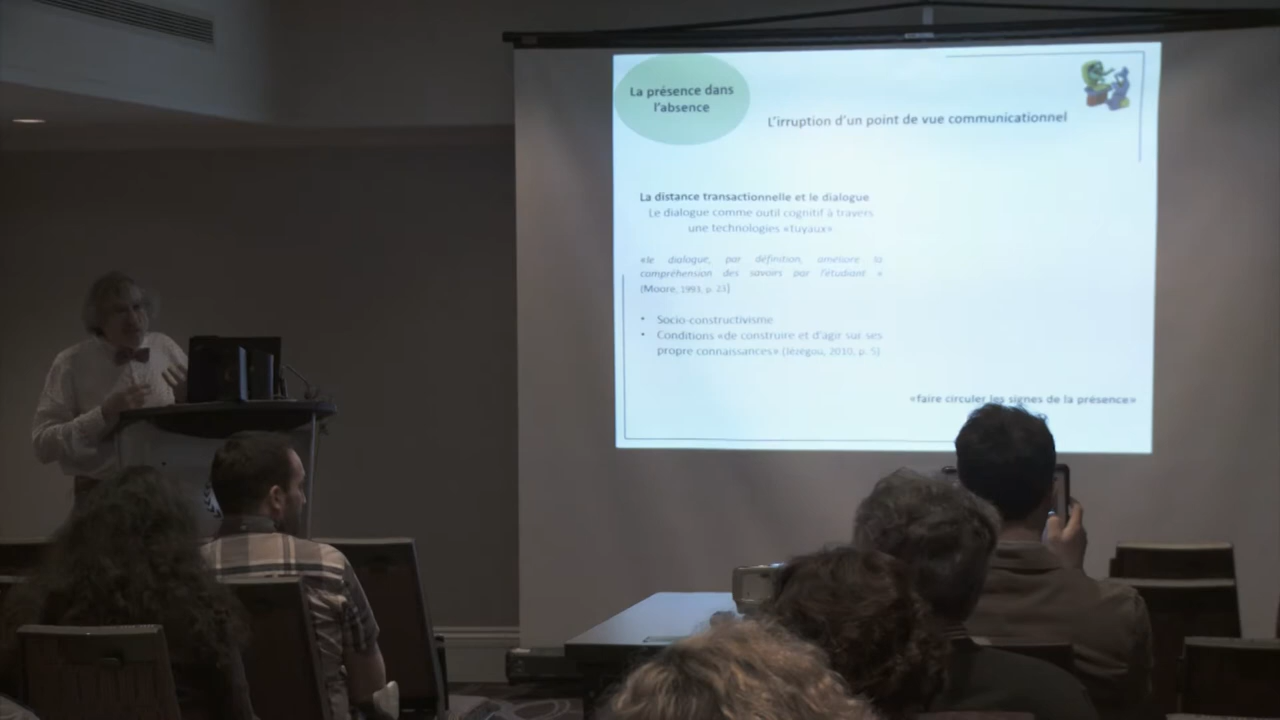 La présence dans
l'absence
L'irruption d'un point de vue communicationnel
La distance transactionnelle et le dialogue
Le dialogue comme outil cognitif à travers
une technologies «tuyaux»
«le dialogue, par définition, améliore la
compréhension des savoirs par l'étudiant »
(Moore, 1993, p. 23)
• Socio-constructivisme
• Conditions «de construire et d'agir sur ses
propre connaissances» (Jézégou, 2010, p. 5)
«faire circuler les signes de la présence»